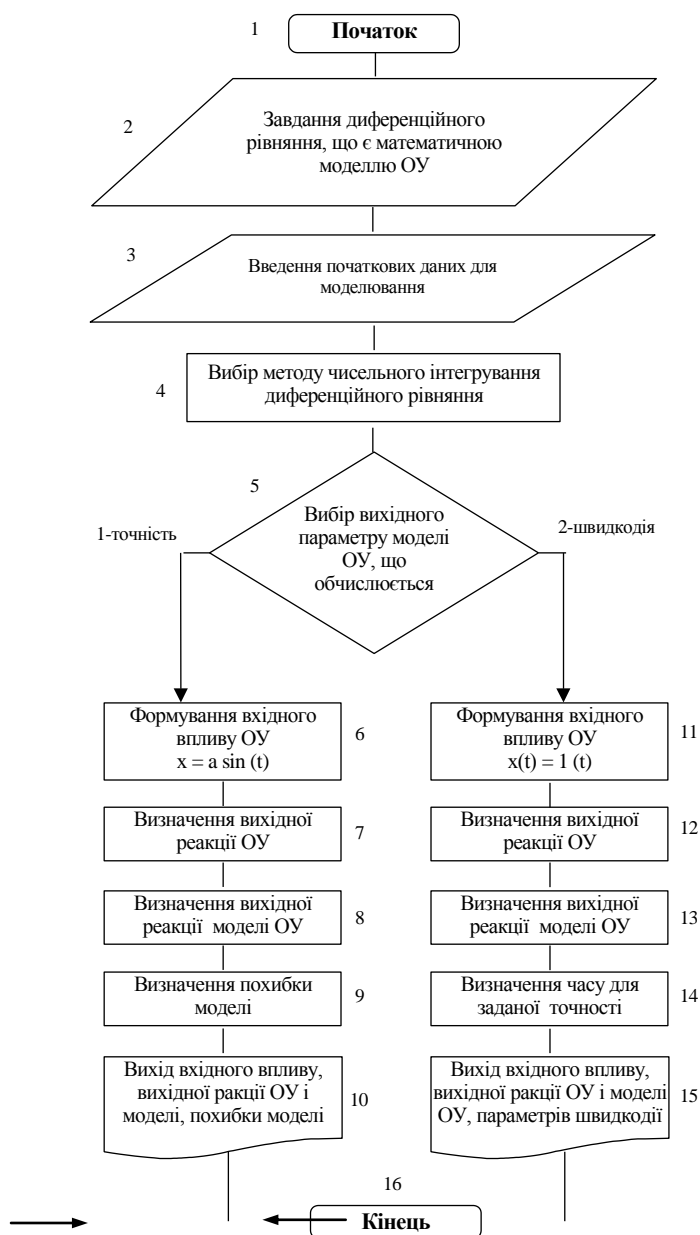 1
Початок
2
Завдання диференційного
рівняння, що є математичною
моделлю ОУ
3
Введення початкових даних для
моделювання
4
Вибір методу чисельного інтегрування
диференційного рівняння
5
Вибір вихідного
параметру моделі
ОУ, що
обчислюється
1-точність
2-швидкодія
Формування вхідного
впливу ОУ
x = a sin (t)
6
Визначення вихідної
реакції ОУ
7
Визначення вихідної
реакції моделі ОУ
8
Визначення похибки
моделі
9
Вихід вхідного впливу,
вихідної ракції ОУ і
моделі, похибки моделі
10
Формування вхідного
впливу ОУ
x(t) = 1 (t)
11
Визначення вихідної
реакції ОУ
12
Визначення вихідної
реакції моделі ОУ
13
Визначення часу для
заданої точності
14
Вихід вхідного впливу,
вихідної ракції ОУ і моделі
ОУ, параметрів швидкодії
15
16
Кінець